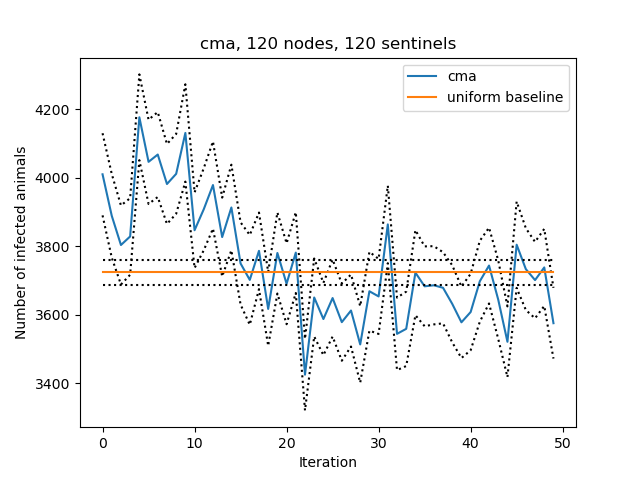 cma, 120 nodes, 120 sentinels
cma
uniform baseline
4200
4000
3800
3600
3400
Number of infected animals
0 10 20 30 40 50
Iteration